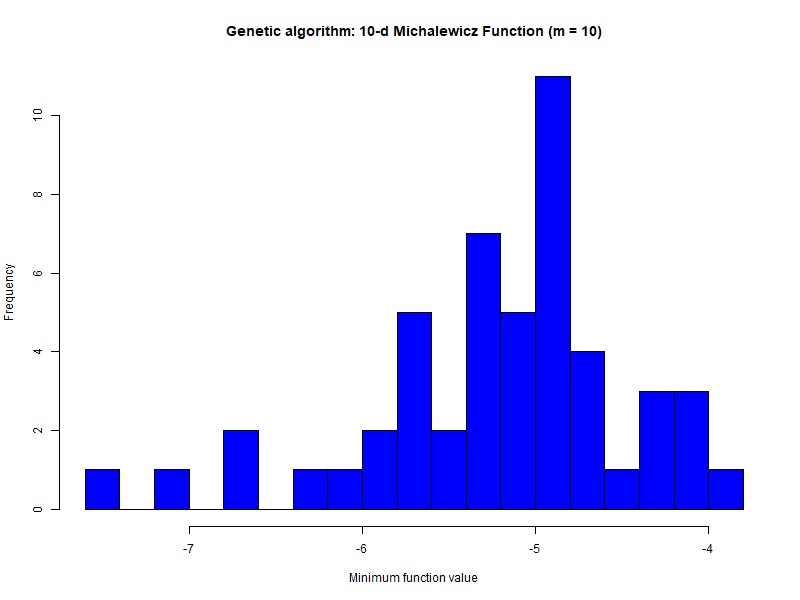 Genetic algorithm: 10-d Michalewicz Function (m = 10)
10
8
6
4
2
0
Frequency
-7 -6 -5 -4
Minimum function value